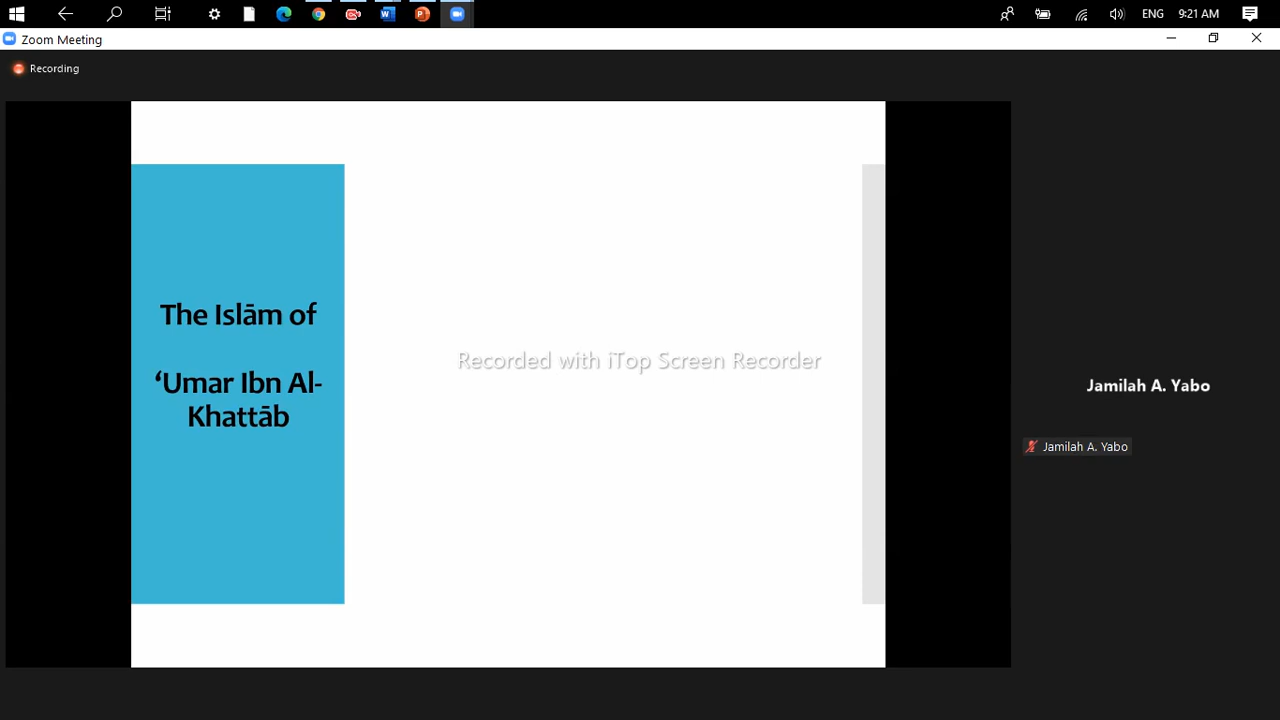 ENG 9:21 AM
Zoom Meeting
Recording
The Islām of
‘Umar Ibn Al-
Khattāb
Recorded with iTop Screen Recorder
Jamilah A. Yabo
Jamilah A. Yabo